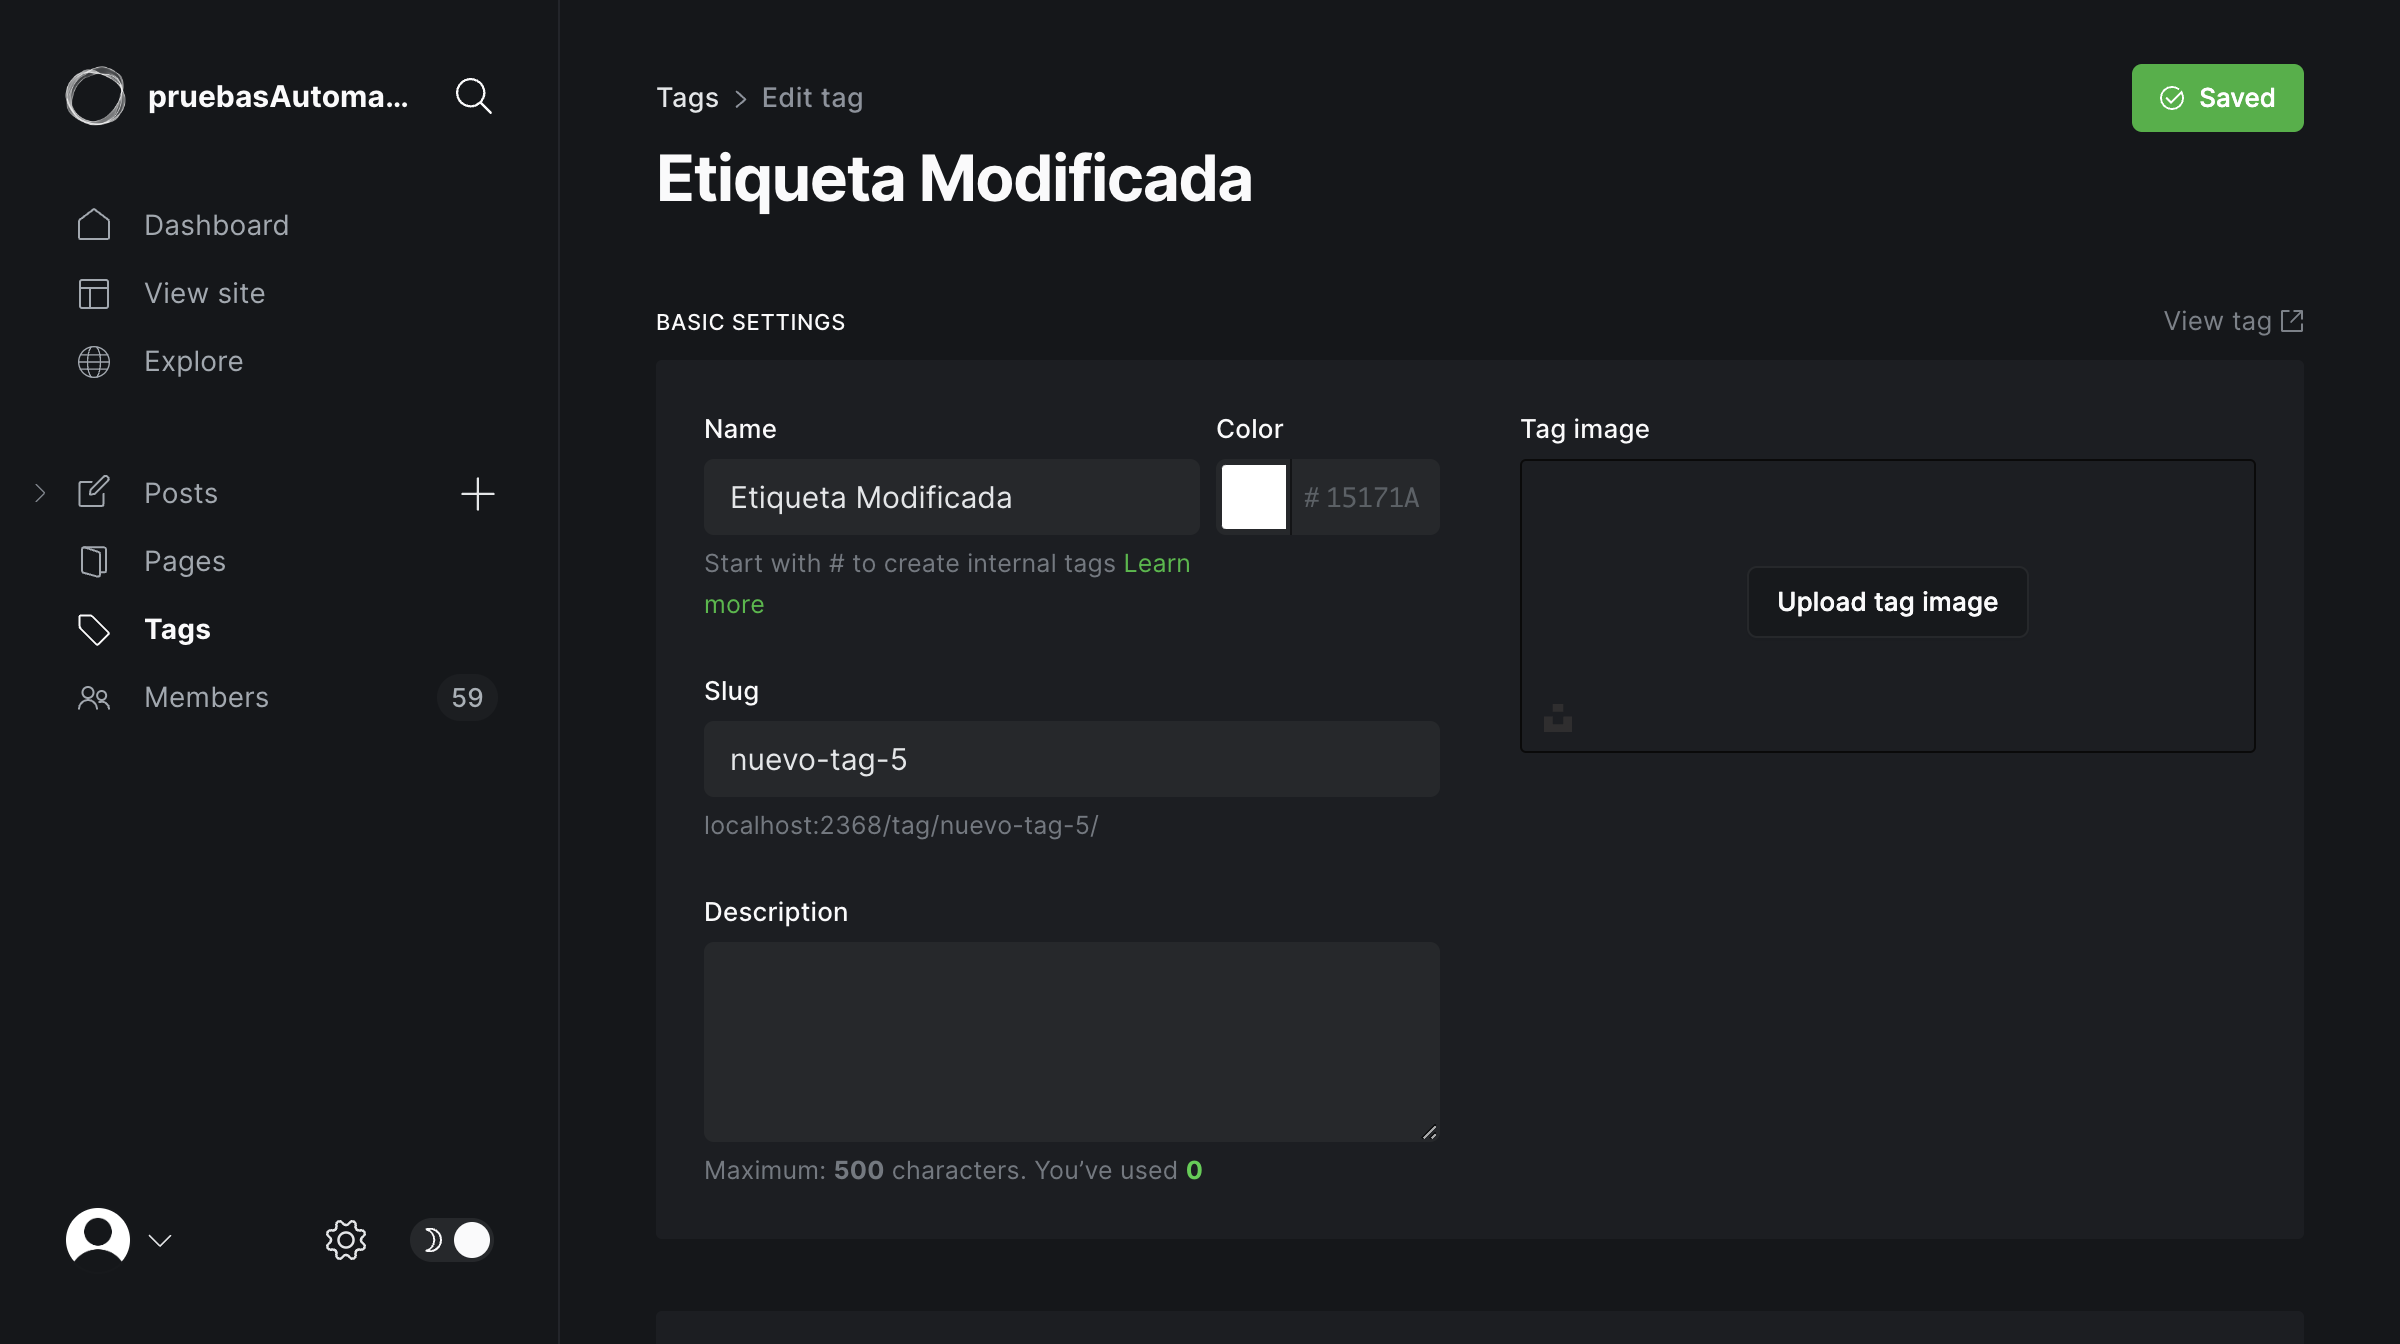 pruebasAutoma...
Dashboard
View site
Explore
Posts
Pages
Tags
Members
59
Tags > Edit tag
Saved
Etiqueta Modificada
BASIC SETTINGS
View tag
Name
Etiqueta Modificada
Start with # to create internal tags Learn
more
Color
# 15171A
Slug
nuevo-tag-5
localhost:2368/tag/nuevo-tag-5/
Description
Maximum: 500 characters. You’ve used 0
Tag image
Upload tag image